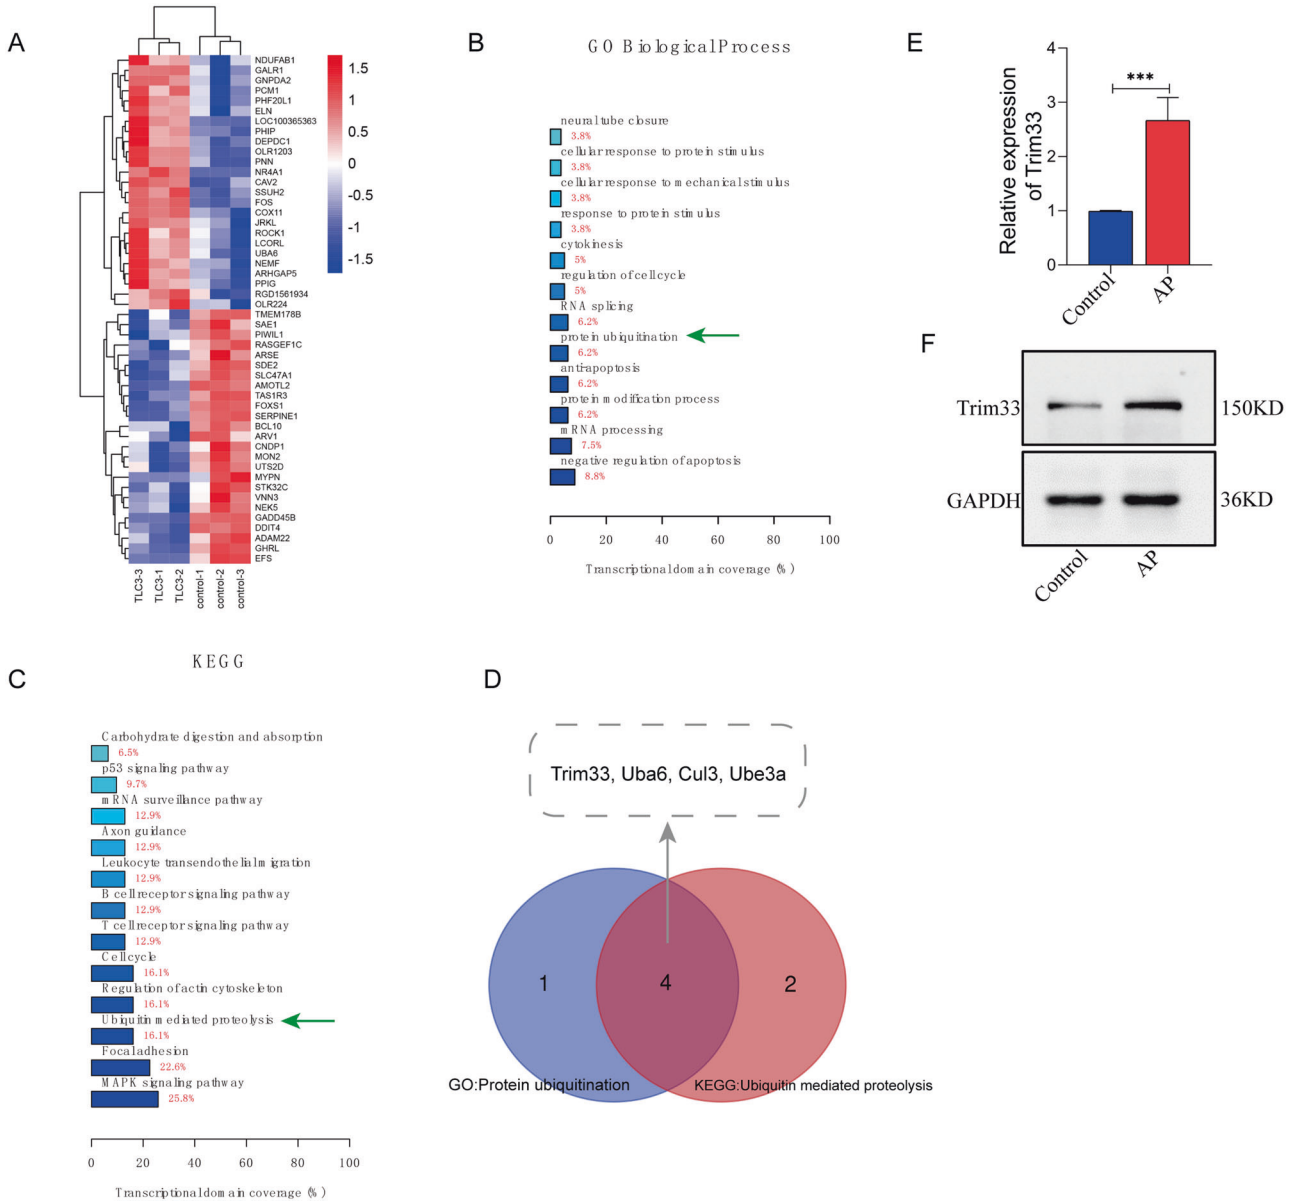 A
1.5
1
0.5
0
-0.5
-1
-1.5
NDUFAB1
GALR1
GNPDA2
PCM1
PHF20L1
ELN
LOC100365363
PHIP
DEPDC1
OLR1203
PNN
NR4A1
CAV2
SSUH2
FOS
COX11
JRKL
ROCK1
LCORL
UBA6
NEMF
ARHGAP5
PPIG
RGD1561934
OLR224
TMEM178B
SAE1
PIWIL1
RASGEF1C
ARSE
SDE2
SLC47A1
AMOTL2
TAS1R3
FOXS1
SERPINE1
BCL10
ARV1
CNDP1
MON2
UTS2D
MYPN
STK32C
VNN3
NEK5
GADD45B
DDIT4
ADAM22
GHRL
EFS
TLC3-3
TLC3-1
TLC3-2
control-1
control-2
control-3
B
GO Biological Process
neural tube closure
3.8%
cellular response to protein stimulus
3.8%
cellular response to mechanical stimulus
3.8%
response to protein stimulus
3.8%
cytokinesis
5%
regulation of cell cycle
5%
RNA splicing
6.2%
protein ubiquitination
6.2%
anti-apoptosis
6.2%
protein modification process
6.2%
mRNA processing
7.5%
negative regulation of apoptosis
8.8%
0 20 40 60 80 100
Transcriptional domain coverage (%)
E
Relative expression
of Trim33
4
3
2
1
0
***
Control
AP
F
Trim33
150KD
GAPDH
36KD
Control
AP
C
KEGG
Carbohydrate digestion and absorption
6.5%
p53 signaling pathway
9.7%
mRNA surveillance pathway
12.9%
Axon guidance
12.9%
Leukocyte transendothelial migration
12.9%
B cell receptor signaling pathway
12.9%
T cell receptor signaling pathway
12.9%
Cell cycle
16.1%
Regulation of actin cytoskeleton
16.1%
Ubiquitin mediated proteolysis
16.1%
Focal adhesion
22.6%
MAPK signaling pathway
25.8%
0 20 40 60 80 100
Transcriptional domain coverage (%)
D
Trim33, Uba6, Cul3, Ube3a
1
4
2
GO:Protein ubiquitination
KEGG:Ubiquitin mediated proteolysis